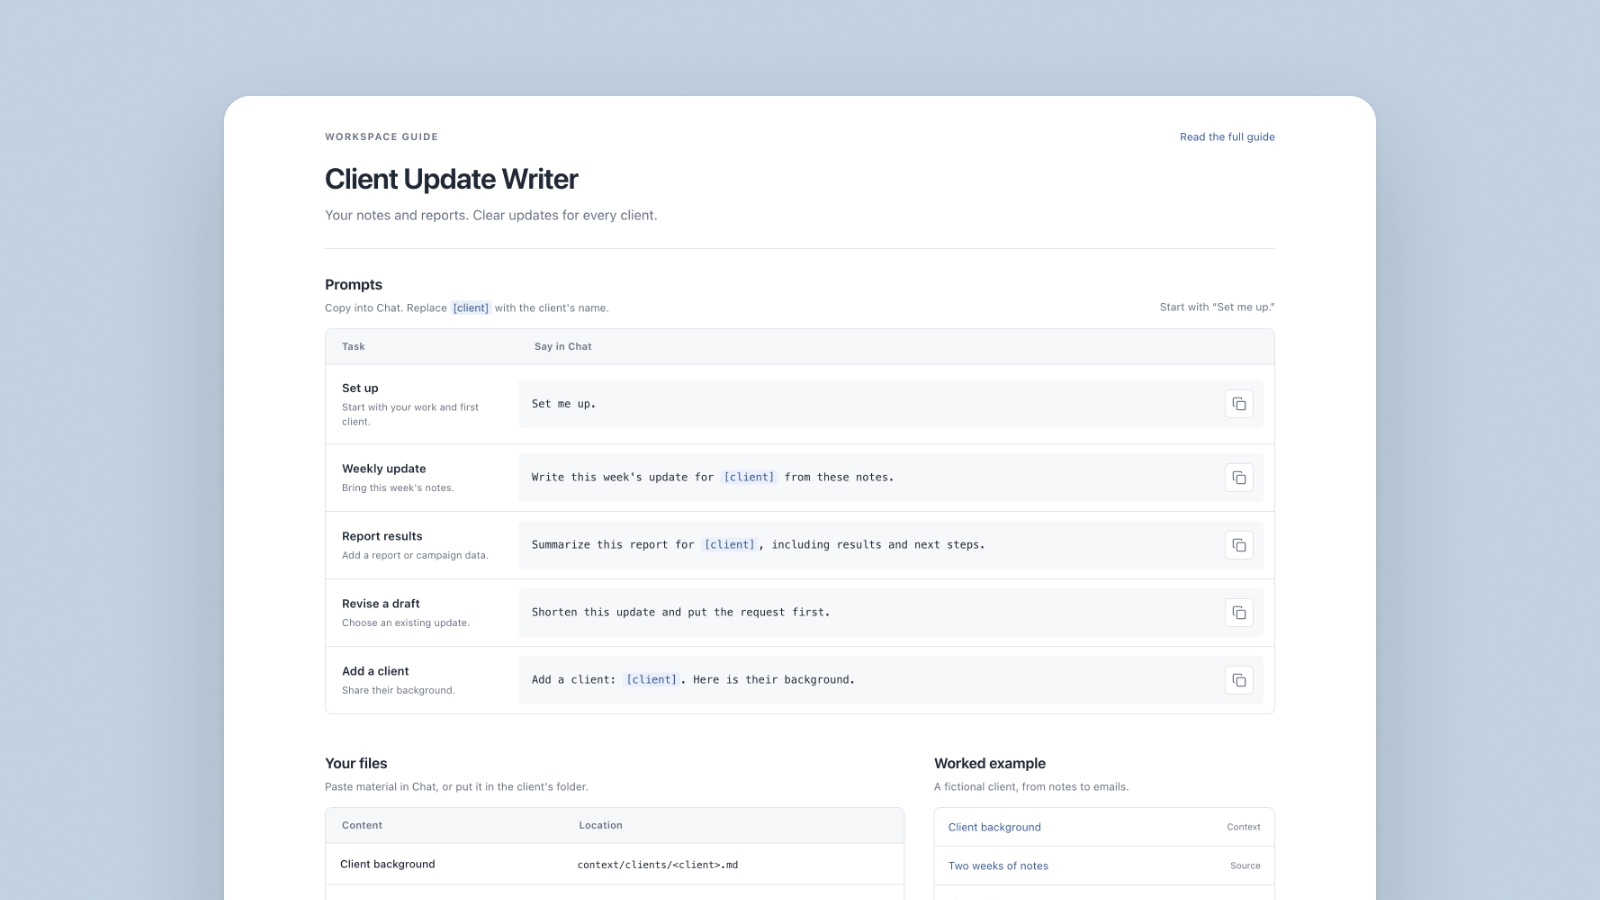 WORKSPACE GUIDE
Read the full guide
Client Update Writer
Your notes and reports. Clear updates for every client.
Prompts
Copy into Chat. Replace [client] with the client's name.
Start with “Set me up.”
Task
Say in Chat
Set up
Start with your work and first
client.
Set me up.
Weekly update
Bring this week's notes.
Write this week's update for [client] from these notes.
Report results
Add a report or campaign data.
Summarize this report for [client], including results and next steps.
Revise a draft
Choose an existing update.
Shorten this update and put the request first.
Add a client
Share their background.
Add a client: [client]. Here is their background.
Your files
Paste material in Chat, or put it in the client's folder.
Content
Location
Client background
context/clients/<client>.md
Worked example
A fictional client, from notes to emails.
Client background
Context
Two weeks of notes
Source